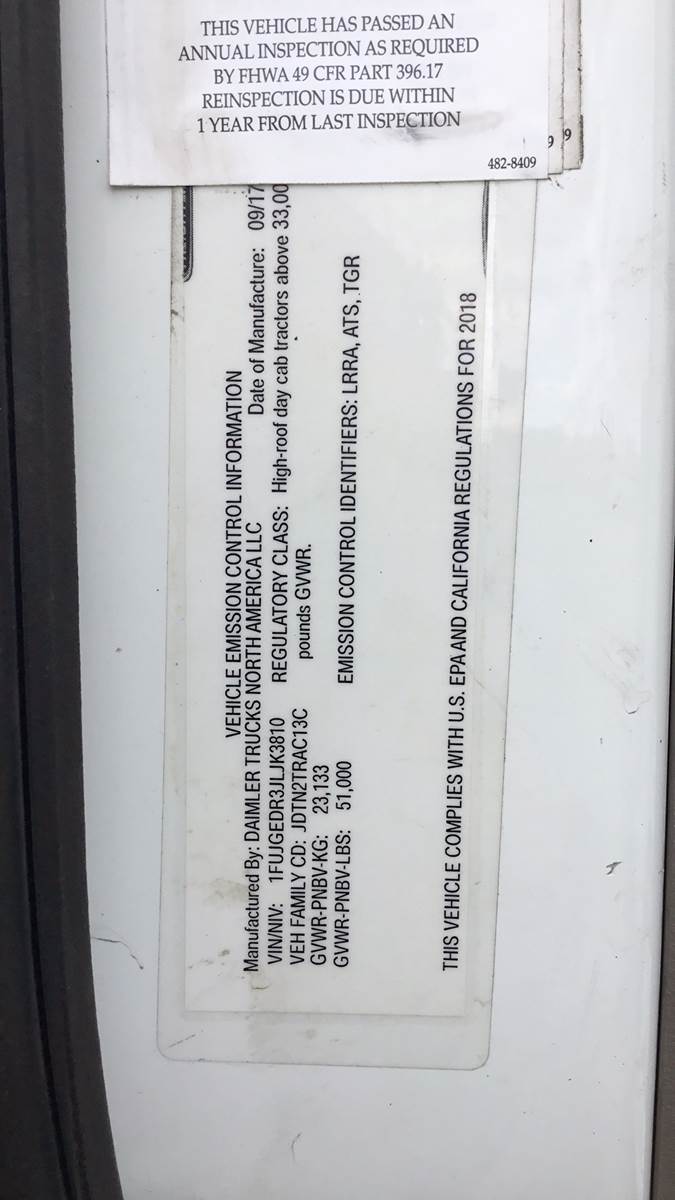 THIS VEHICLE HAS PASSED AN
ANNUAL INSPECTION AS REQUIRED
BY FHWA 49 CFR PART 396.17
REINSPECTION IS DUE WITHIN
1 YEAR FROM LAST INSPECTION
482-8409
9
9
VEHICLE EMISSION CONTROL INFORMATION
Manufactured By: DAIMLER TRUCKS NORTH AMERICA LLC Date of Manufacture: 09/17
VIN/NIV: 1FUJGEDR3JLJK3810 REGULATORY CLASS: High-roof day cab tractors above 33,00
VEH FAMILY CD: JDTN2TRAC13C pounds GVWR.
GVWR-PNBV-KG: 23,133
GVWR-PNBV-LBS: 51,000 EMISSION CONTROL IDENTIFIERS: LRRA, ATS, TGR
THIS VEHICLE COMPLIES WITH U.S. EPA AND CALIFORNIA REGULATIONS FOR 2018